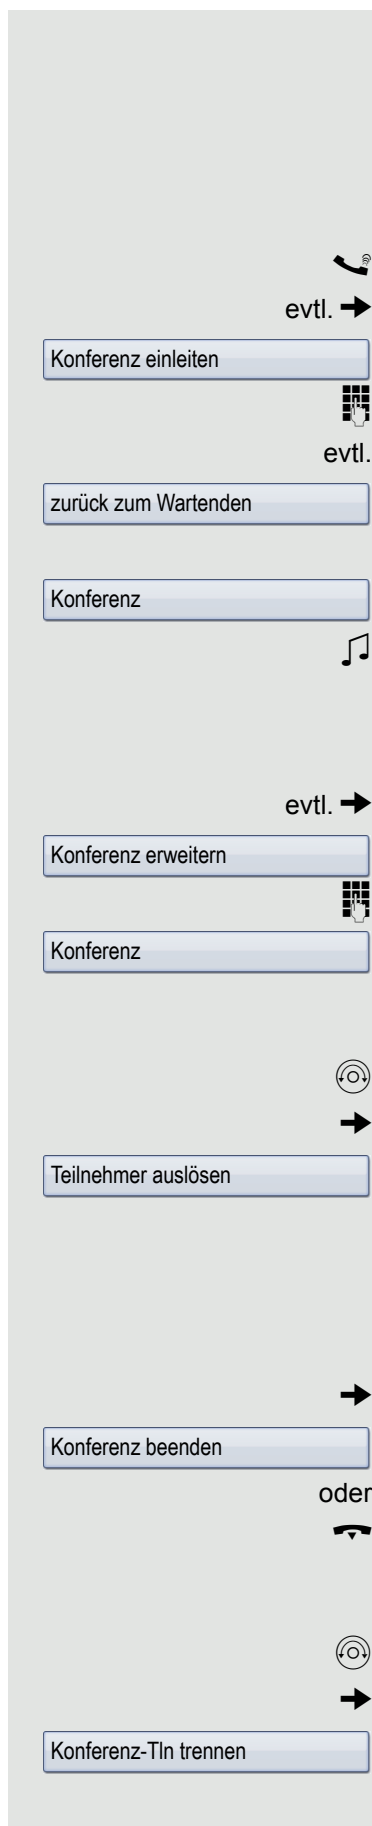 evtl.
Konferenz einleiten
evtl.
zurück zum Wartenden
Konferenz
evtl.
Konferenz erweitern
Konferenz
Teilnehmer auslösen
Konferenz beenden
oder
Konferenz-Tln trennen